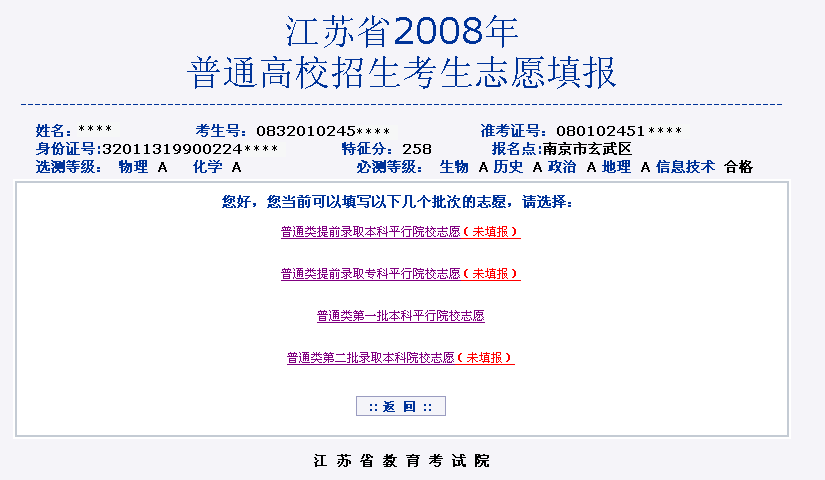 江苏省2008年
普通高校招生考生志愿填报
姓名：**** 考生号：0832010245**** 准考证号：080102451****
身份证号:32011319900224**** 特征分：258 报名点:南京市玄武区
选测等级： 物理 A 化学 A 必测等级： 生物 A 历史 A 政治 A 地理 A 信息技术 合格
您好，您当前可以填写以下几个批次的志愿，请选择：
普通类提前录取本科平行院校志愿（未填报）
普通类提前录取专科平行院校志愿（未填报）
普通类第一批本科平行院校志愿
普通类第二批录取本科院校志愿（未填报）
:: 返 回 ::
江 苏 省 教 育 考 试 院